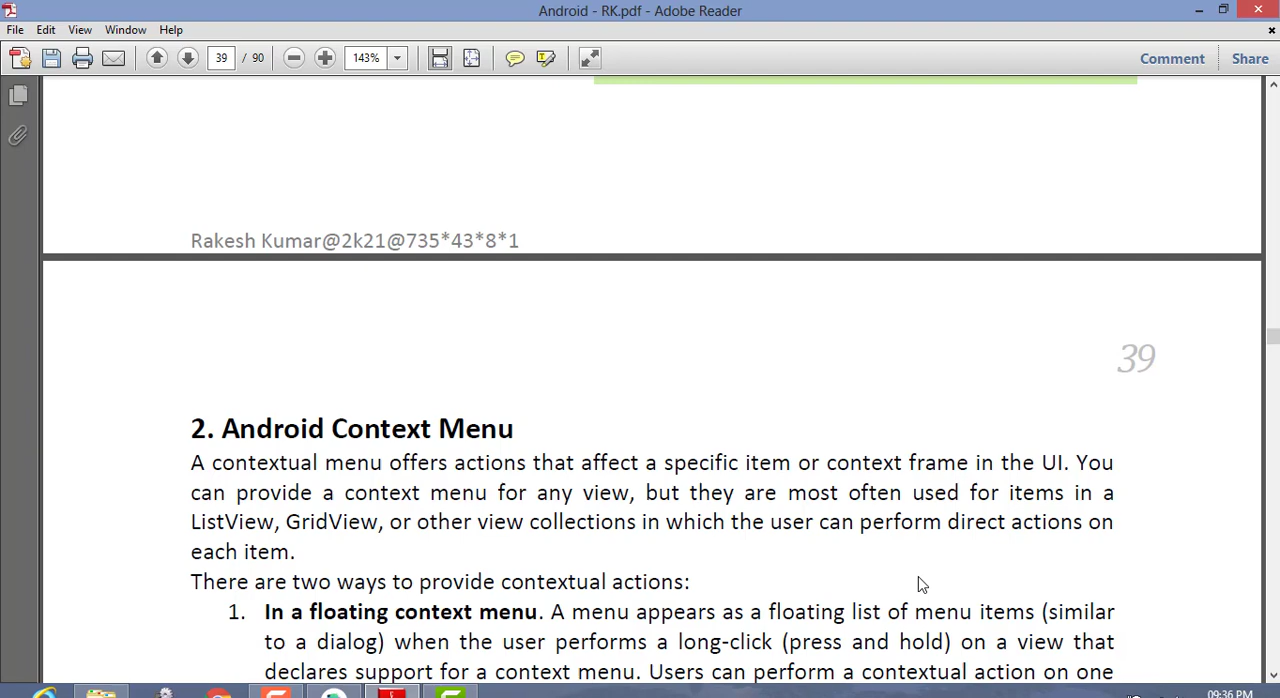 Android - RK.pdf - Adobe Reader
File Edit View Window Help
39 / 90 143% Comment Share
Rakesh Kumar@2k21@735*43*8*1
39
2. Android Context Menu
A contextual menu offers actions that affect a specific item or context frame in the UI. You
can provide a context menu for any view, but they are most often used for items in a
ListView, GridView, or other view collections in which the user can perform direct actions on
each item.
There are two ways to provide contextual actions:
1. In a floating context menu. A menu appears as a floating list of menu items (similar
to a dialog) when the user performs a long-click (press and hold) on a view that
declares support for a context menu. Users can perform a contextual action on one
09:36 PM